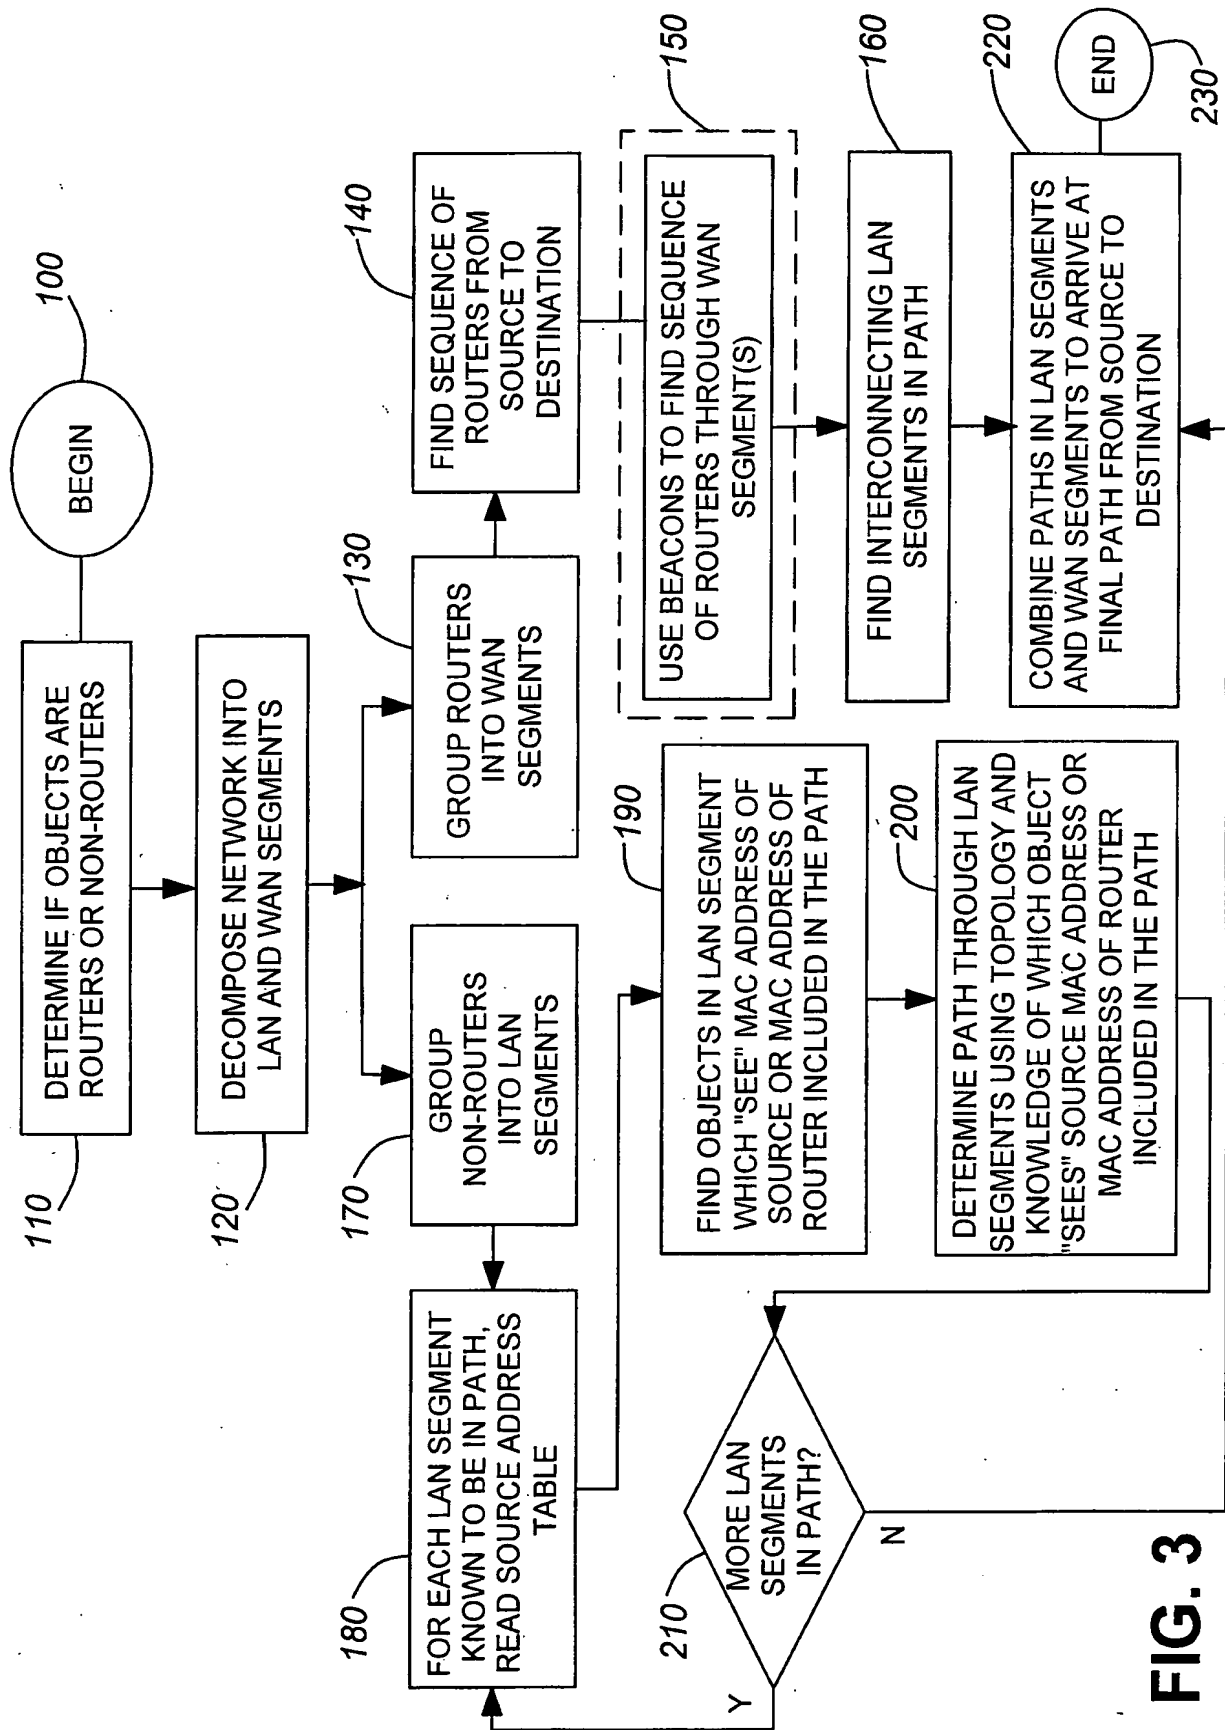 BEGIN
100
DETERMINE IF OBJECTS ARE
ROUTERS OR NON-ROUTERS
110
DECOMPOSE NETWORK INTO
LAN AND WAN SEGMENTS
120
GROUP ROUTERS
INTO WAN
SEGMENTS
130
FIND SEQUENCE OF
ROUTERS FROM
SOURCE TO
DESTINATION
140
USE BEACONS TO FIND SEQUENCE
OF ROUTERS THROUGH WAN
SEGMENT(S)
150
FIND INTERCONNECTING LAN
SEGMENTS IN PATH
160
GROUP
NON-ROUTERS
INTO LAN
SEGMENTS
170
FOR EACH LAN SEGMENT
KNOWN TO BE IN PATH,
READ SOURCE ADDRESS
TABLE
180
FIND OBJECTS IN LAN SEGMENT
WHICH "SEE" MAC ADDRESS OF
SOURCE OR MAC ADDRESS OF
ROUTER INCLUDED IN THE PATH
190
DETERMINE PATH THROUGH LAN
SEGMENTS USING TOPOLOGY AND
KNOWLEDGE OF WHICH OBJECT
"SEES" SOURCE MAC ADDRESS OR
MAC ADDRESS OF ROUTER
INCLUDED IN THE PATH
200
MORE LAN
SEGMENTS
IN PATH?
210
Y
N
COMBINE PATHS IN LAN SEGMENTS
AND WAN SEGMENTS TO ARRIVE AT
FINAL PATH FROM SOURCE TO
DESTINATION
220
END
230
FIG. 3